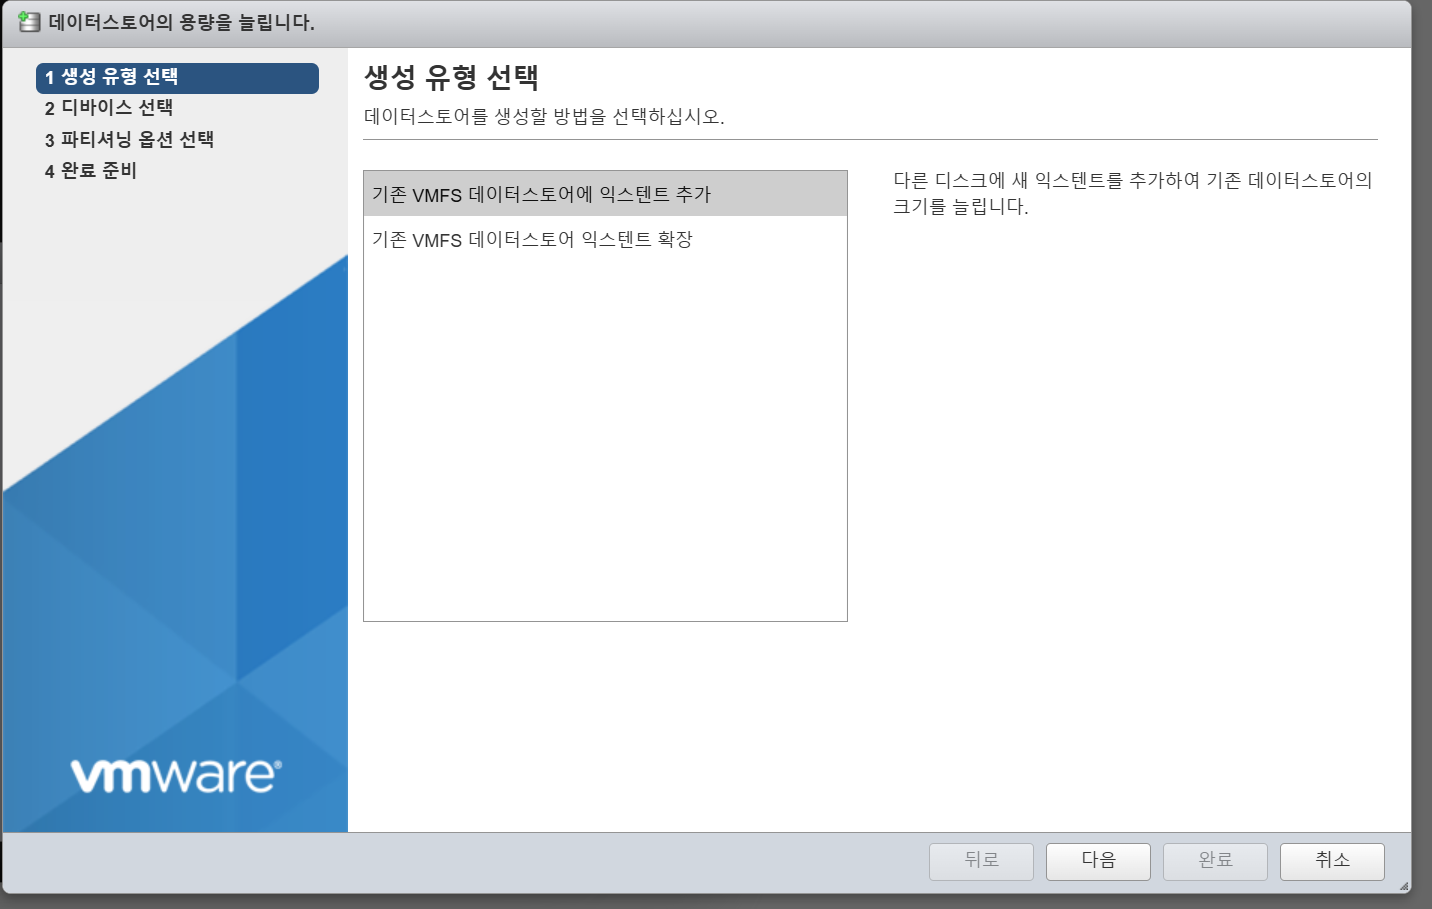 데이터스토어의 용량을 늘립니다.
1 생성 유형 선택
2 디바이스 선택
3 파티셔닝 옵션 선택
4 완료 준비
생성 유형 선택
데이터스토어를 생성할 방법을 선택하십시오.
기존 VMFS 데이터스토어에 익스텐트 추가
기존 VMFS 데이터스토어 익스텐트 확장
다른 디스크에 새 익스텐트를 추가하여 기존 데이터스토어의
크기를 늘립니다.
vmware®
뒤로
다음
완료
취소